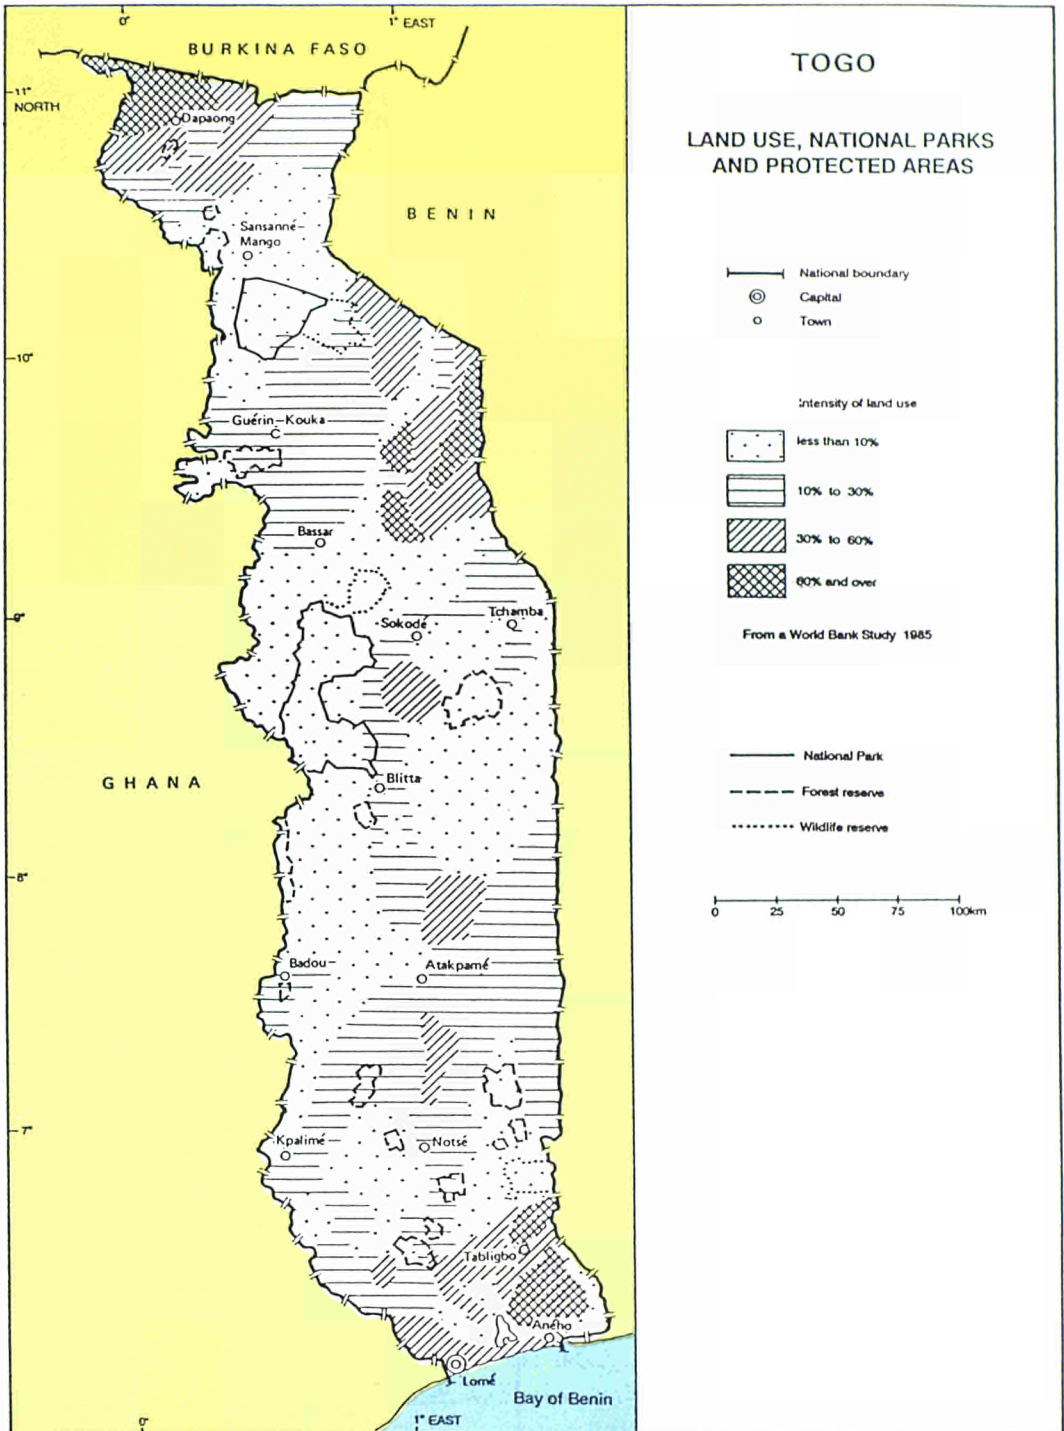 0°
1° EAST
BURKINA FASO
11°
NORTH
Dapaong
BENIN
Sansanné–
Mango
10°
Guérin–Kouka
Bassar
9°
Sokodé
Tchamba
GHANA
Blitta
8°
Badou
Atakpamé
7°
Kpalimé
Notsé
Tabligbo
Aného
Lomé
Bay of Benin
0°
1° EAST
TOGO
LAND USE, NATIONAL PARKS
AND PROTECTED AREAS
National boundary
Capital
Town
Intensity of land use
less than 10%
10% to 30%
30% to 60%
60% and over
From a World Bank Study 1985
National Park
Forest reserve
Wildlife reserve
0 25 50 75 100km